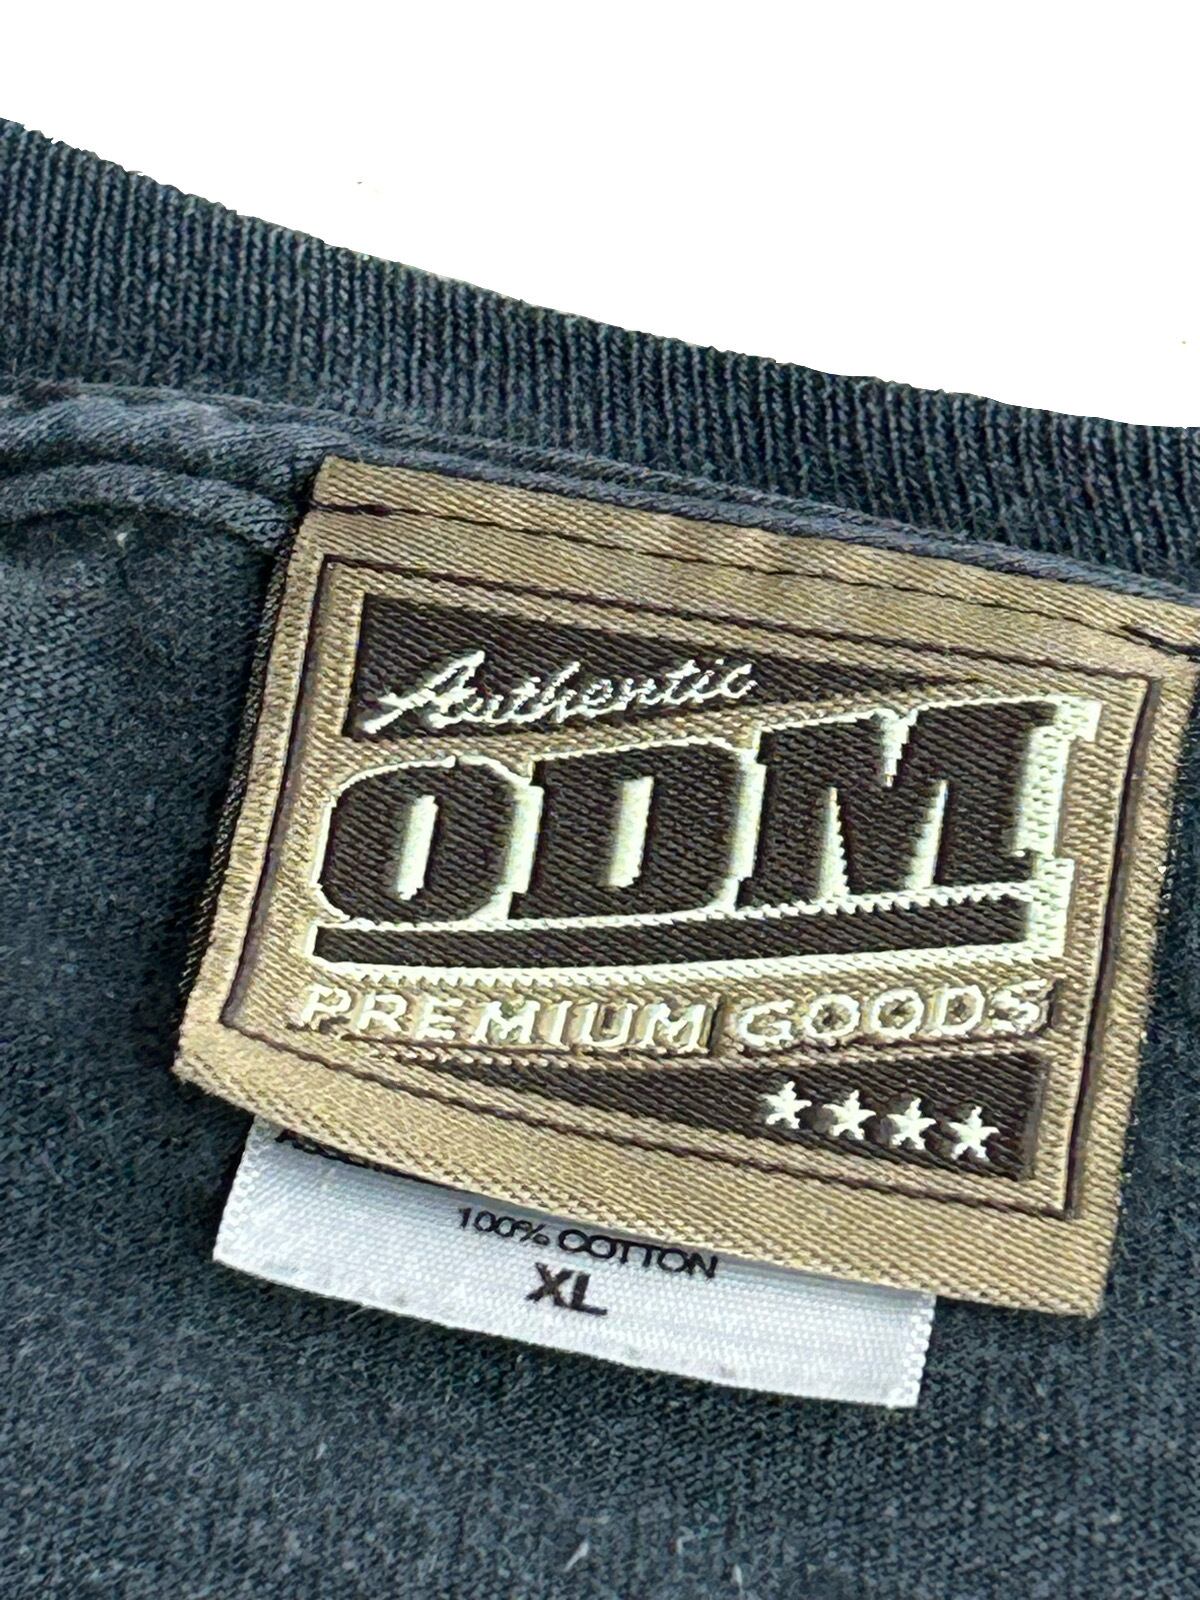 Authentic
ODM
PREMIUM GOODS
100% COTTON
XL